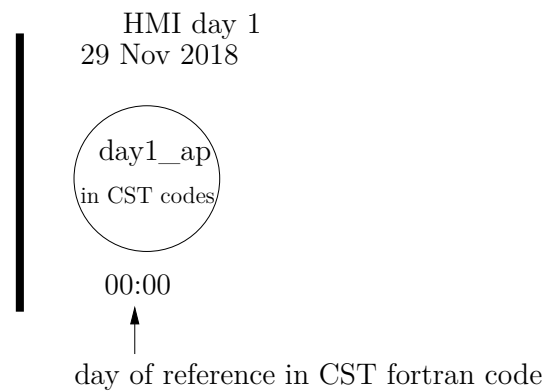 HMI day 1
29 Nov 2018
day1_ap
in CST codes
00:00
day of reference in CST fortran code